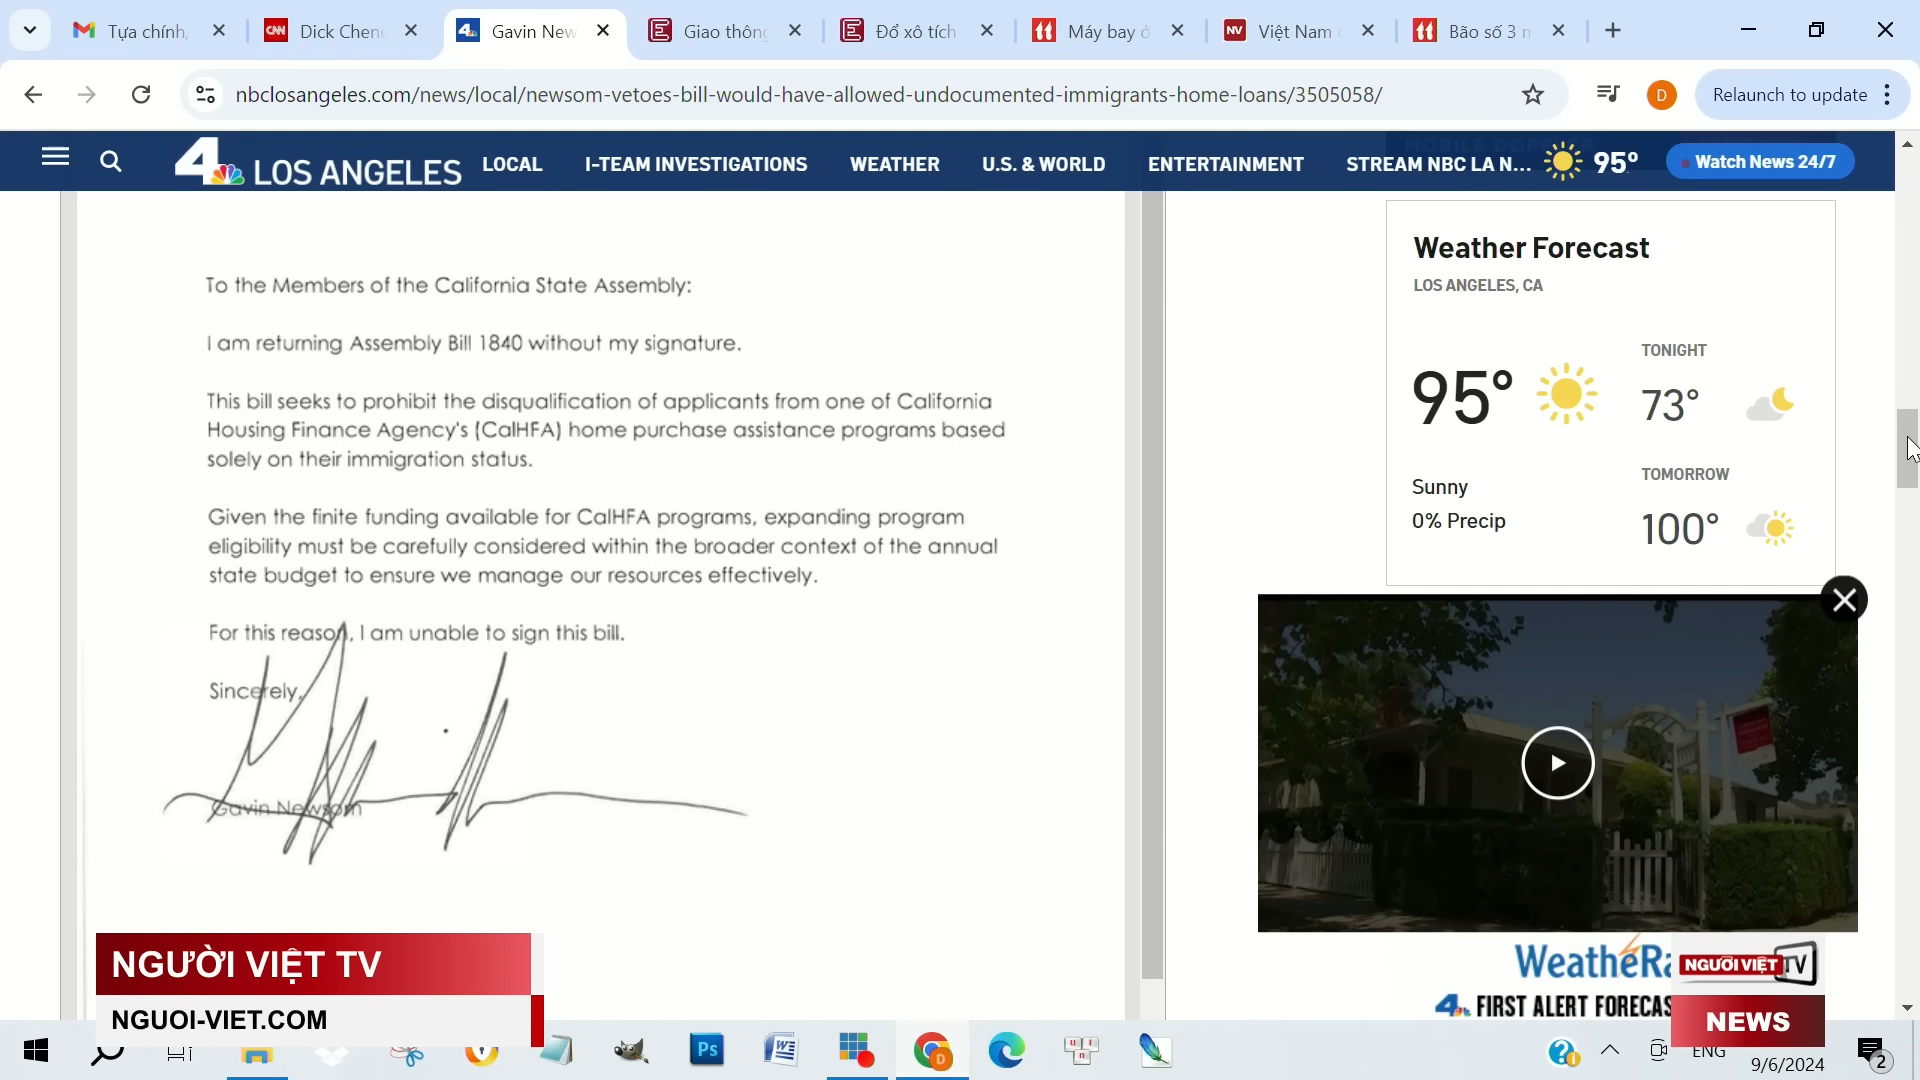 Tựa chính,
CNN
Dick Chen
Gavin New
Giao thông
Đổ xô tích
Máy bay
NV
Việt Nam
Bão số 3
nbclosangeles.com/news/local/newsom-vetoes-bill-would-have-allowed-undocumented-immigrants-home-loans/3505058/
D
Relaunch to update
4 LOS ANGELES
LOCAL
I-TEAM INVESTIGATIONS
WEATHER
U.S. & WORLD
ENTERTAINMENT
STREAM NBC LA N...
95°
Watch News 24/7
To the Members of the California State Assembly:
I am returning Assembly Bill 1840 without my signature.
This bill seeks to prohibit the disqualification of applicants from one of California
Housing Finance Agency's (CalHFA) home purchase assistance programs based
solely on their immigration status.
Given the finite funding available for CalHFA programs, expanding program
eligibility must be carefully considered within the broader context of the annual
state budget to ensure we manage our resources effectively.
For this reason, I am unable to sign this bill.
Sincerely,
Gavin Newsom
Weather Forecast
LOS ANGELES, CA
95°
Sunny
0% Precip
TONIGHT
73°
TOMORROW
100°
4 FIRST ALERT FORECAS
NGƯỜI VIỆT TV
NGUOI-VIET.COM
NGƯỜI VIỆT TV
NEWS
Ps
W
D
ENG
9/6/2024
2